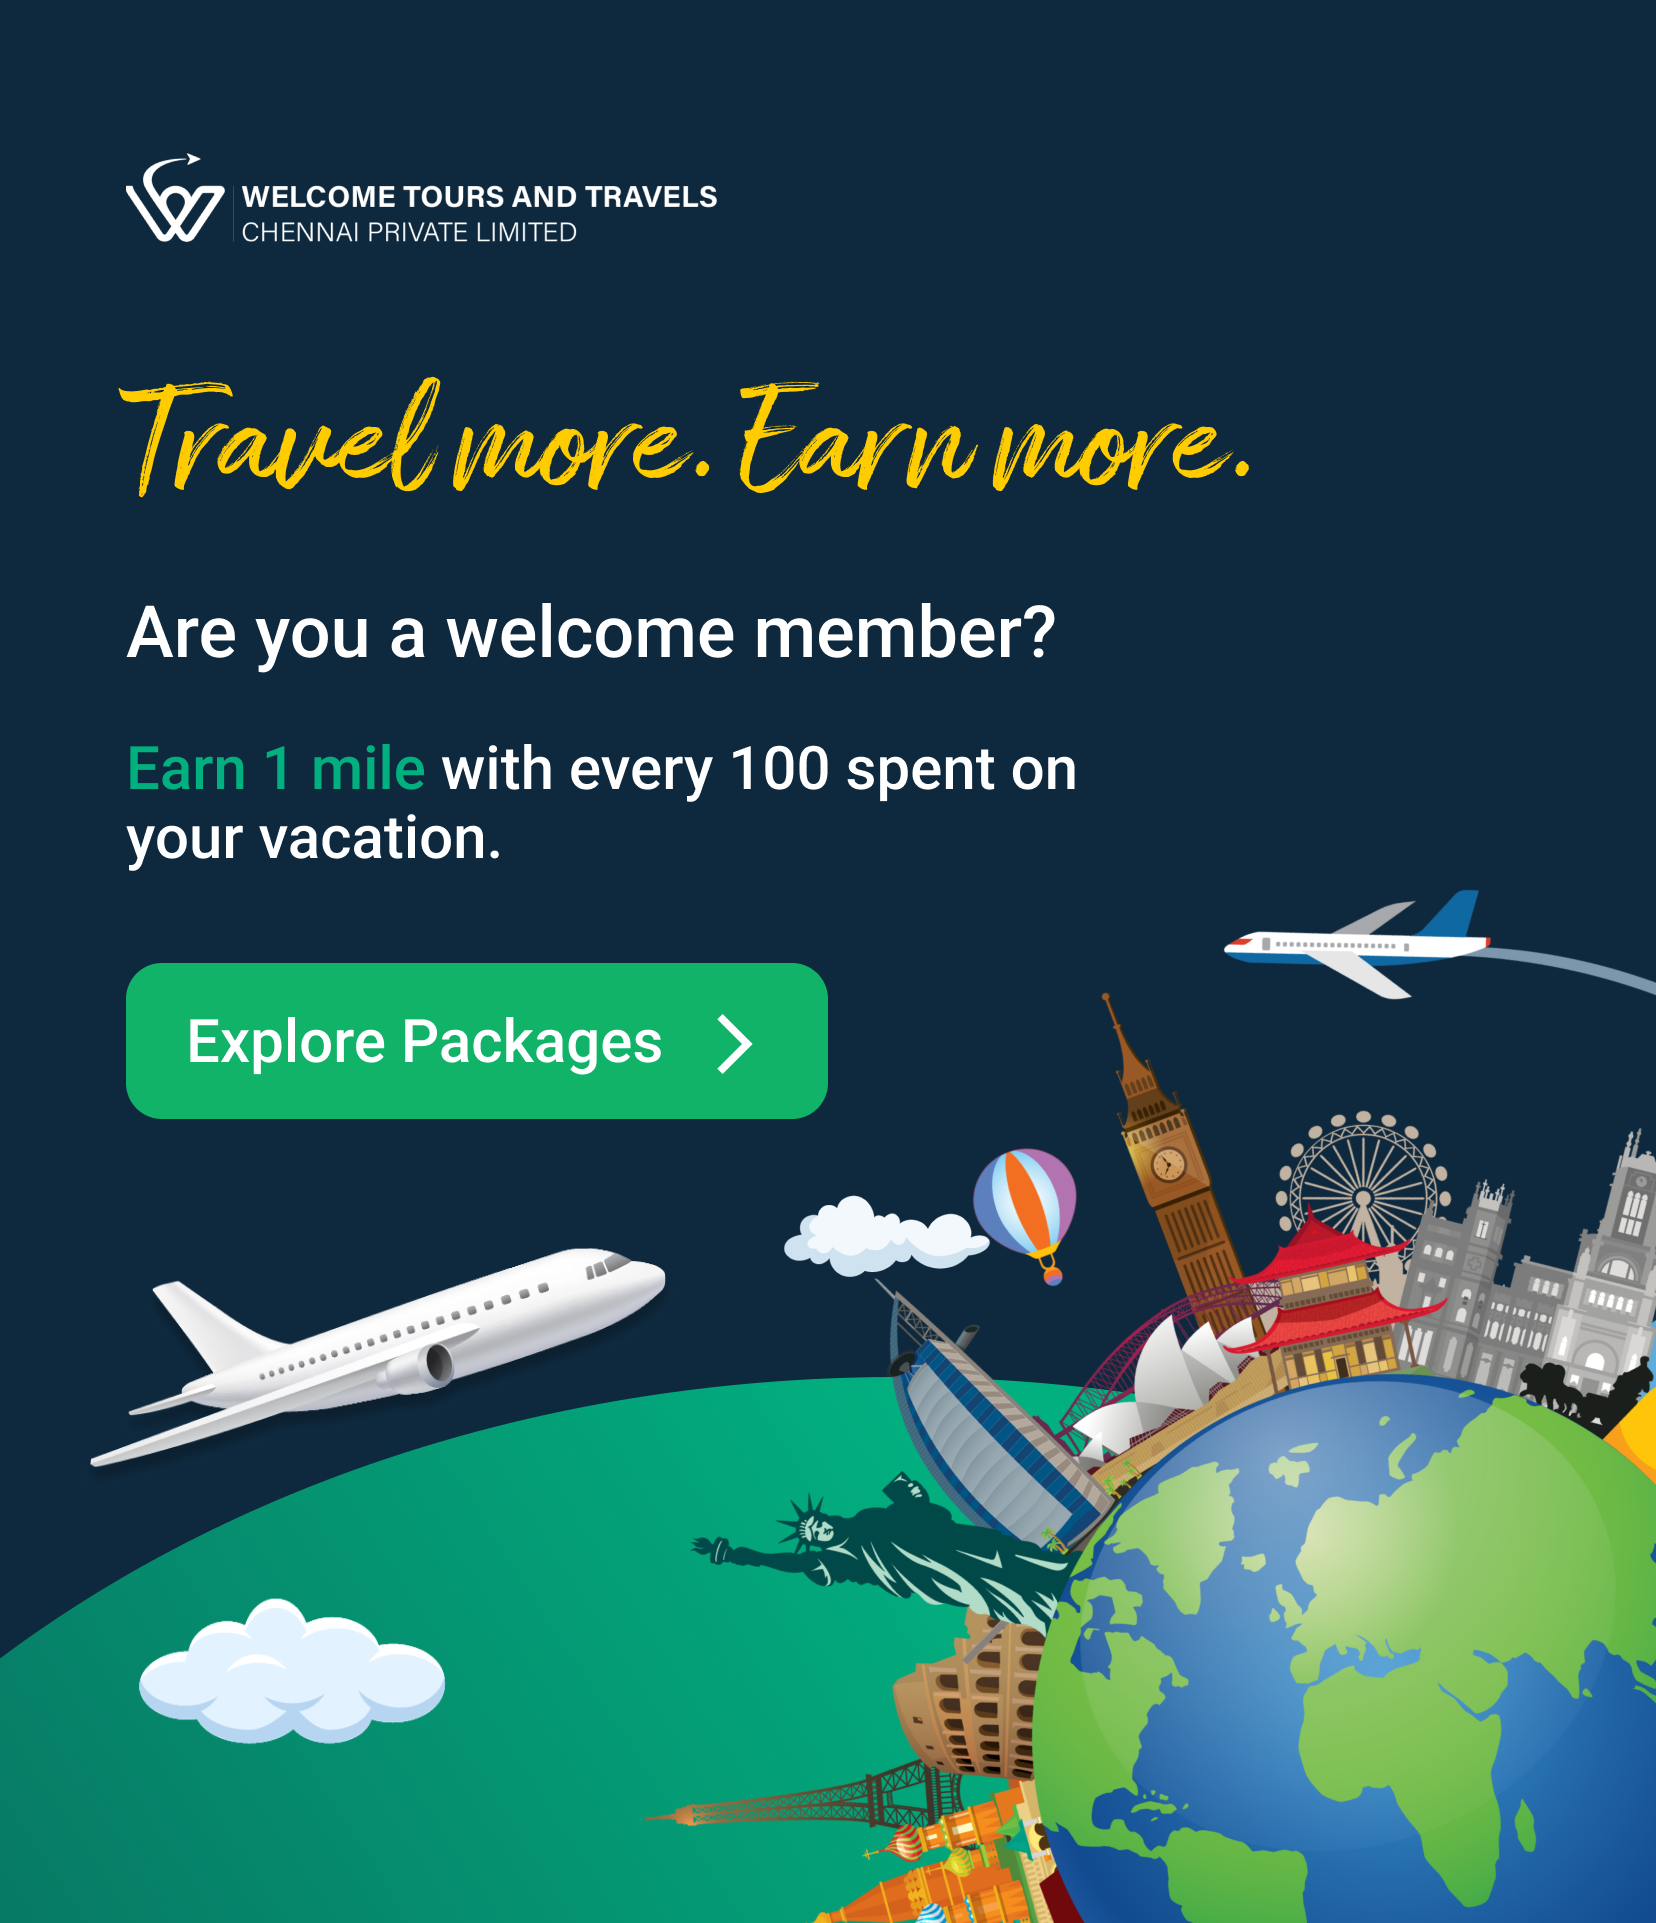 WELCOME TOURS AND TRAVELS
CHENNAI PRIVATE LIMITED
Travel more. Earn more.
Are you a welcome member?
Earn 1 mile with every 100 spent on
your vacation.
Explore Packages